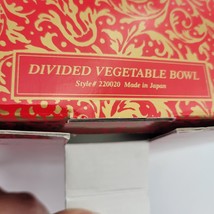 DIVIDED VEGETABLE BOWL
Style# 220020 Made in Japan